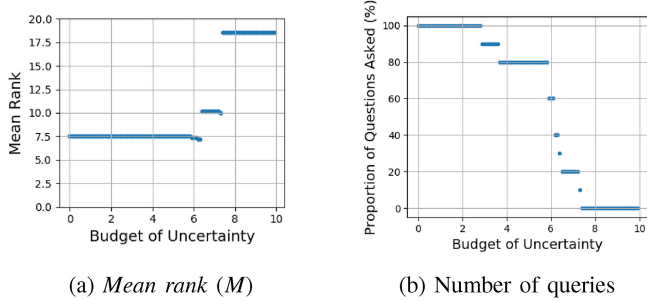 20.0
17.5
15.0
12.5
10.0
7.5
5.0
2.5
0.0
Mean Rank
0 2 4 6 8 10
Budget of Uncertainty
(a) Mean rank (M)
Proportion of Questions Asked (%)
100
80
60
40
20
0
0 2 4 6 8 10
Budget of Uncertainty
(b) Number of queries